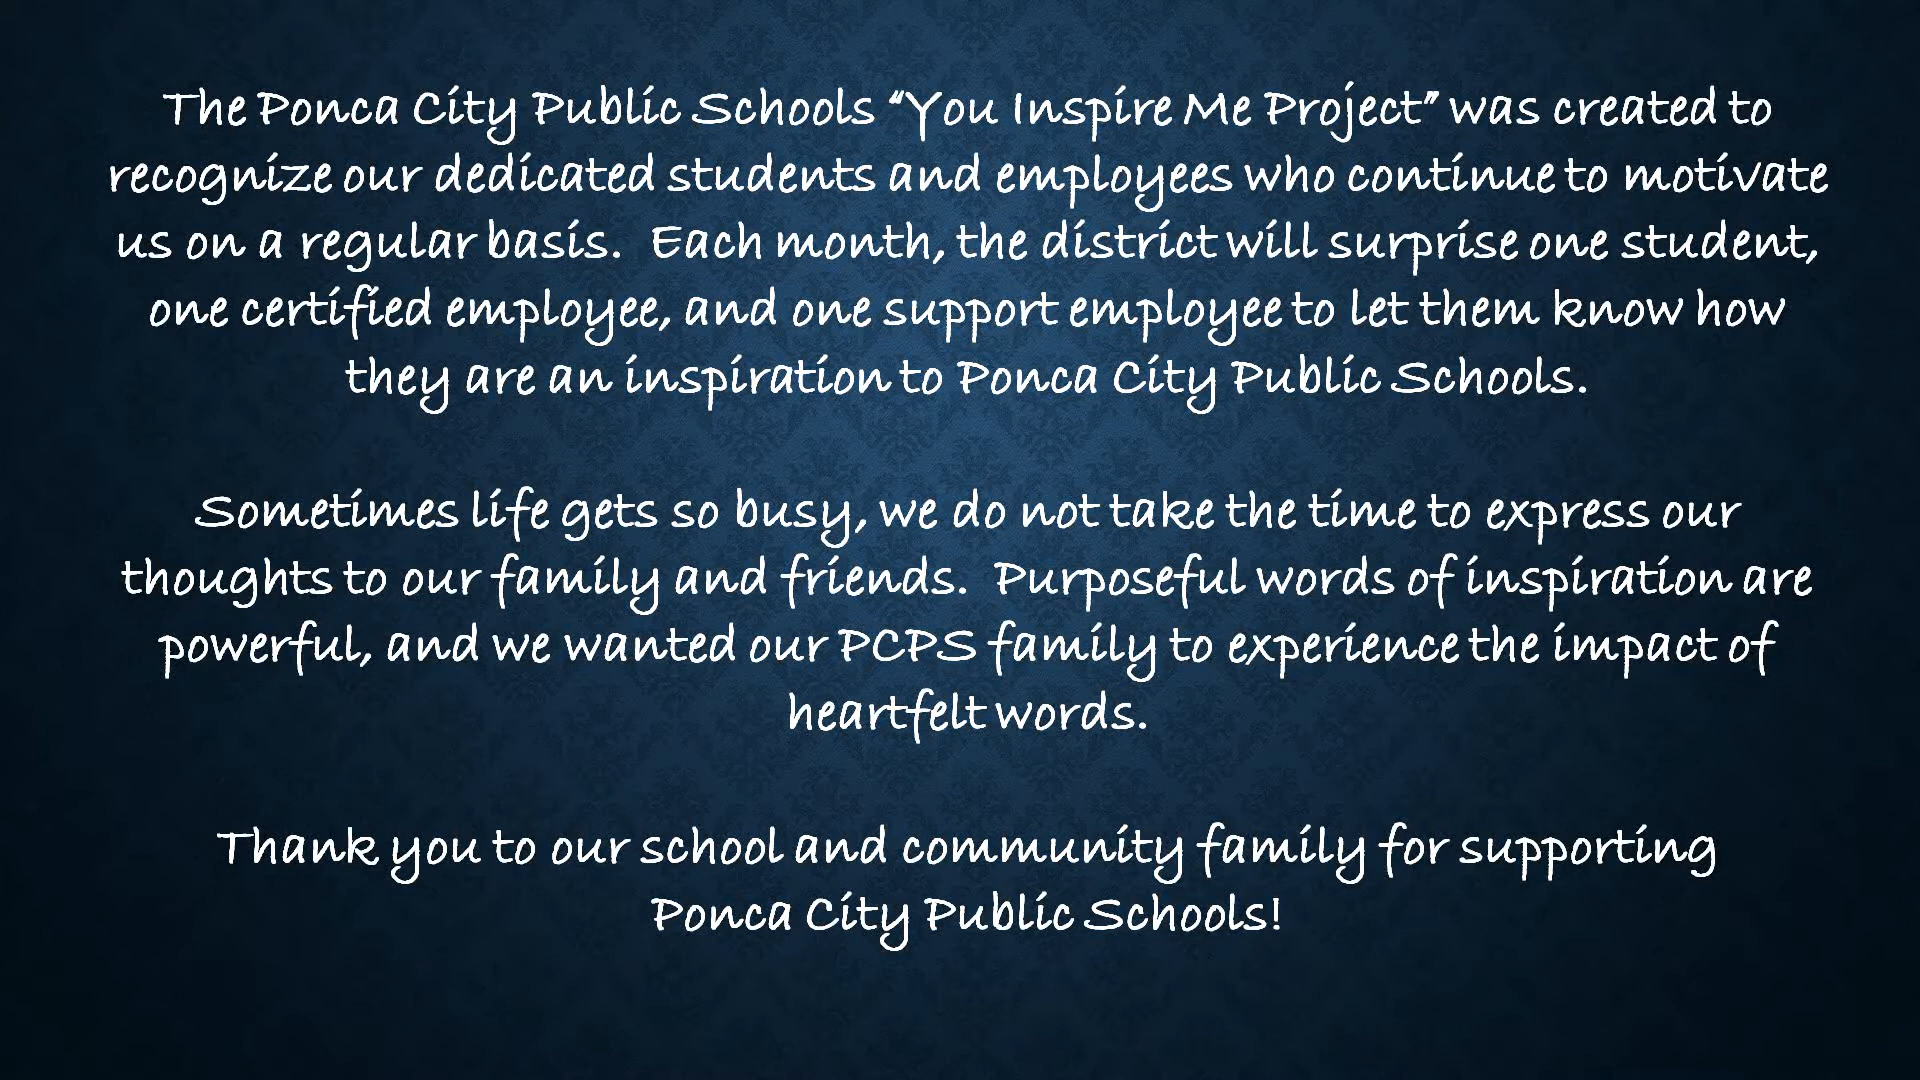 The Ponca City Public Schools “You Inspire Me Project” was created to
recognize our dedicated students and employees who continue to motivate
us on a regular basis.  Each month, the district will surprise one student,
one certified employee, and one support employee to let them know how
they are an inspiration to Ponca City Public Schools.
Sometimes life gets so busy, we do not take the time to express our
thoughts to our family and friends.  Purposeful words of inspiration are
powerful, and we wanted our PCPS family to experience the impact of
heartfelt words.
Thank you to our school and community family for supporting
Ponca City Public Schools!